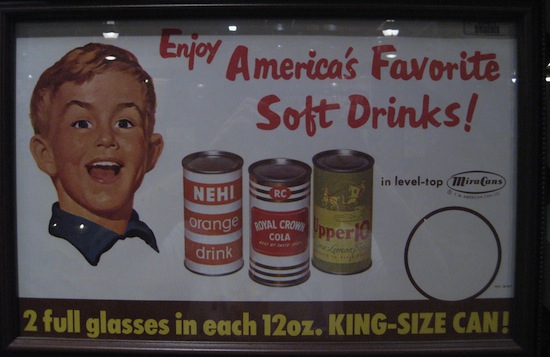 Enjoy America's Favorite
Soft Drinks!
in level-top MiraCans
NEHI
orange
drink
RC
ROYAL CROWN
COLA
Upper10
2 full glasses in each 12oz. KING-SIZE CAN!